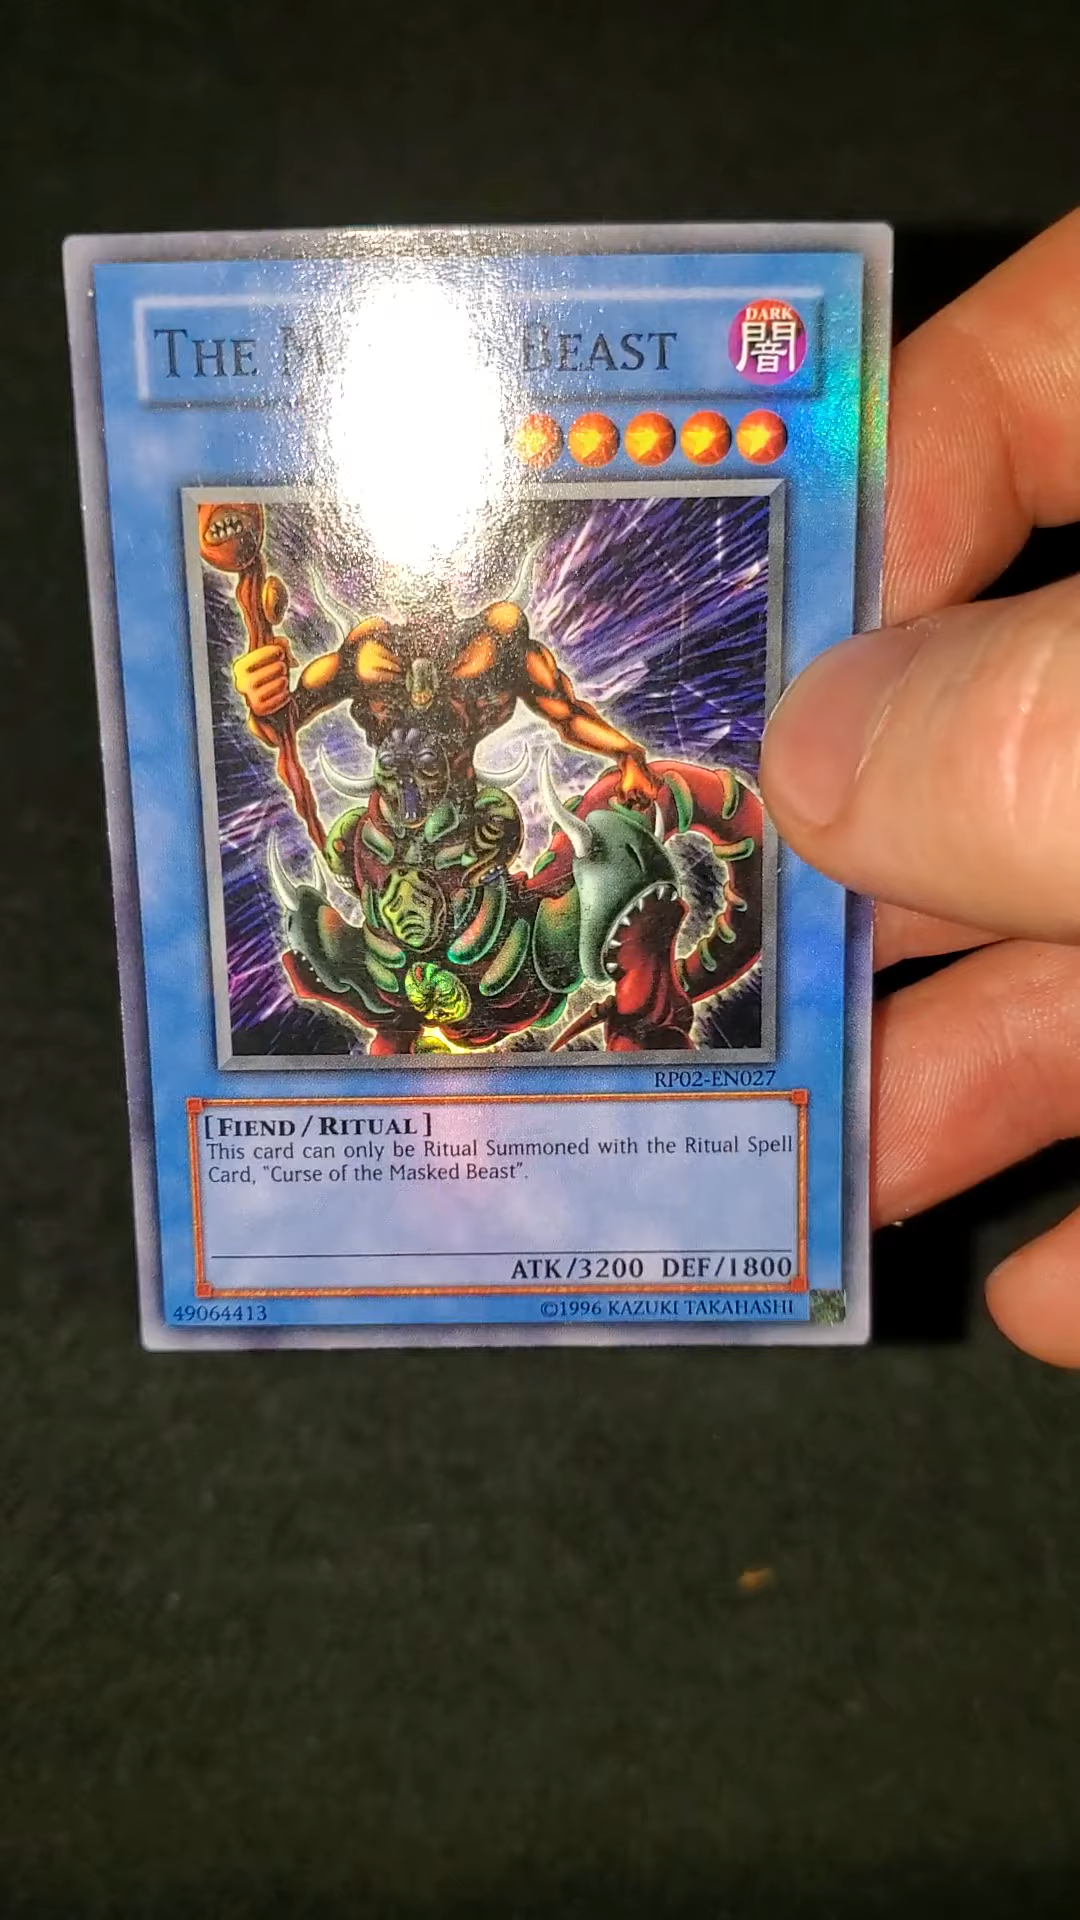 THE MASKED BEAST
DARK
闇
RP02-EN027
[FIEND/RITUAL]
This card can only be Ritual Summoned with the Ritual Spell
Card, "Curse of the Masked Beast".
ATK/3200 DEF/1800
49064413
©1996 KAZUKI TAKAHASHI